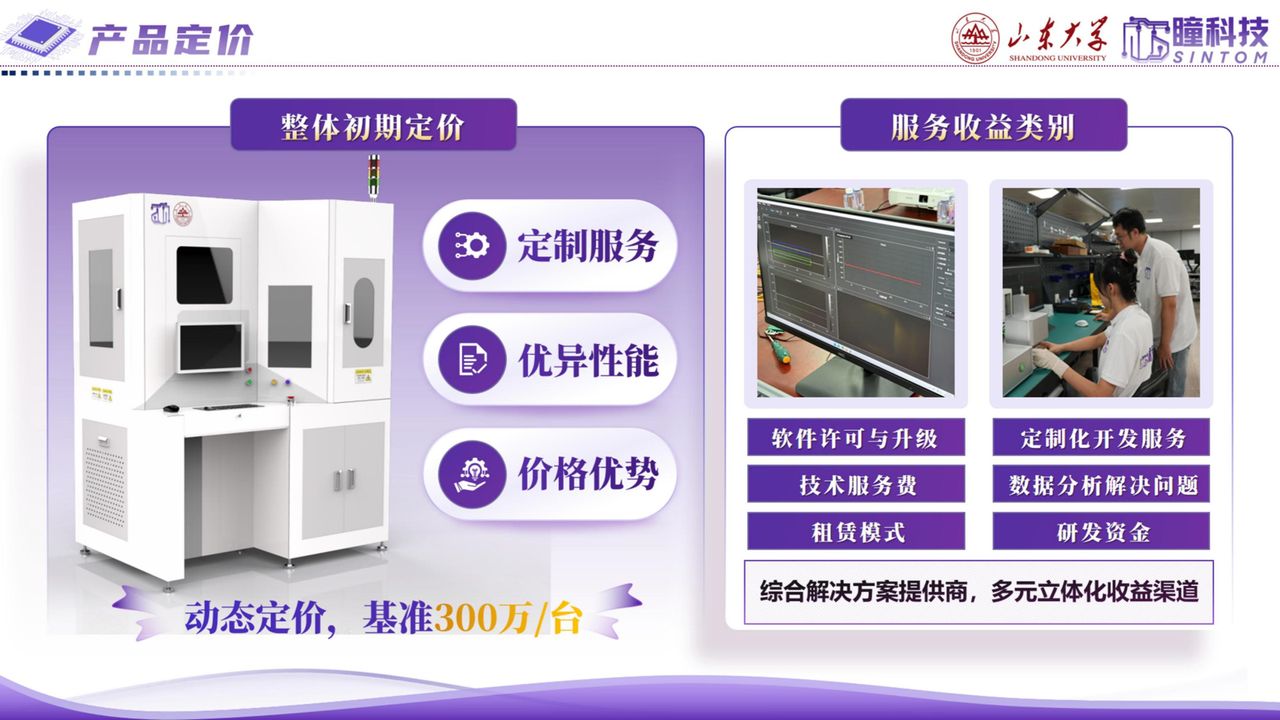 产品定价
山东大学
SHANDONG UNIVERSITY
1901
瞳科技
SINTOM
整体初期定价
定制服务
优异性能
价格优势
动态定价，基准300万/台
服务收益类别
软件许可与升级
定制化开发服务
技术服务费
数据分析解决问题
租赁模式
研发资金
综合解决方案提供商，多元立体化收益渠道